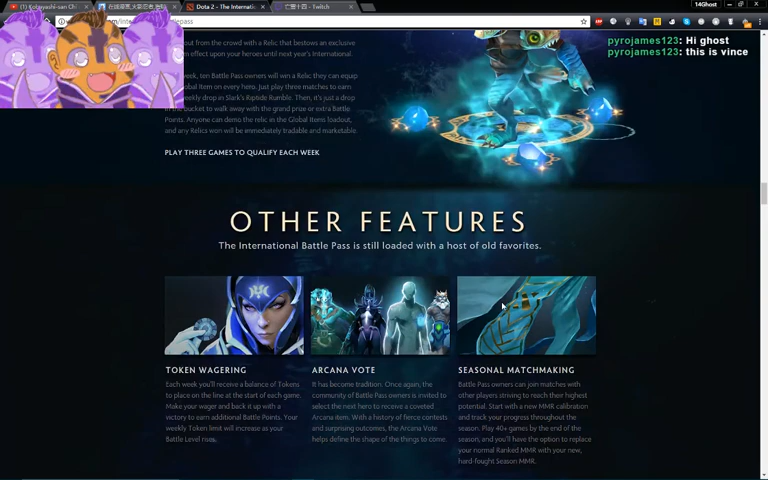 (1) Kobayashi-san C
Dota 2 - The Internati
亡靈十四 - Twitch
14Ghost
pyrojames123: Hi ghost
pyrojames123: this is vince
out from the crowd with a Relic that bestows an exclusive
effect upon your heroes until next year's International.
week, ten Battle Pass owners will win a Relic they can equip
on every hero. Just play three matches to earn
weekly drop in Slark's Riptide Rumble. Then, it's just a drop
in the bucket to walk away with the grand prize or extra Battle
Points. Anyone can demo the relic in the Global Items loadout,
and any Relics won will be immediately tradable and marketable.
PLAY THREE GAMES TO QUALIFY EACH WEEK
OTHER FEATURES
The International Battle Pass is still loaded with a host of old favorites.
TOKEN WAGERING
Each week you'll receive a balance of Tokens
to place on the line at the start of each game.
Make your wager and back it up with a
victory to earn additional Battle Points. Your
weekly Token limit will increase as your
Battle Level rises.
ARCANA VOTE
It has become tradition. Once again, the
community of Battle Pass owners is invited to
select the next hero to receive a coveted
Arcana item. With a history of fierce contests
and surprising outcomes, the Arcana Vote
helps define the shape of the things to come.
SEASONAL MATCHMAKING
Battle Pass owners can join matches with
other players striving to reach their highest
potential. Start with a new MMR calibration
and track your progress throughout the
season. Play 40+ games by the end of the
season, and you'll have the option to replace
your normal Ranked MMR with your new,
hard-fought Season MMR.